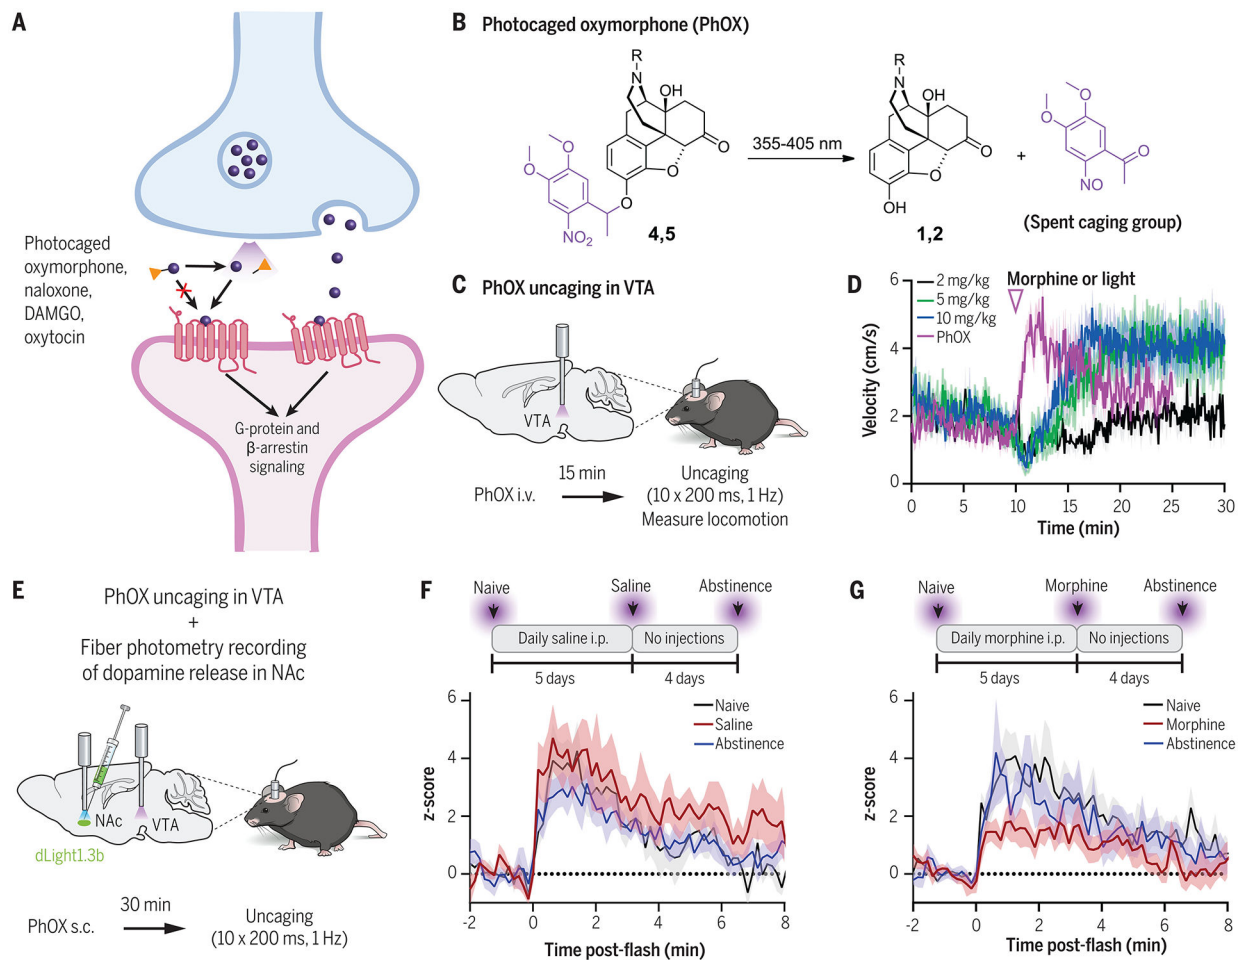 A
Photocaged
oxymorphone,
naloxone,
DAMGO,
oxytocin
G-protein and
β-arrestin
signaling
B Photocaged oxymorphone (PhOX)
R
N
OH
O
O
O
O
O
NO₂
4,5
355-405 nm
R
N
OH
O
O
OH
1,2
+
O
O
O
NO
(Spent caging group)
C PhOX uncaging in VTA
VTA
15 min
PhOX i.v.
Uncaging
(10 x 200 ms, 1 Hz)
Measure locomotion
D
Morphine or light
2 mg/kg
5 mg/kg
10 mg/kg
PhOX
Velocity (cm/s)
6
4
2
0
0 5 10 15 20 25 30
Time (min)
E
PhOX uncaging in VTA
+
Fiber photometry recording
of dopamine release in NAc
NAc
VTA
dLight1.3b
30 min
PhOX s.c.
Uncaging
(10 x 200 ms, 1 Hz)
F
Naive Saline Abstinence
Daily saline i.p. No injections
5 days 4 days
Naive
Saline
Abstinence
z-score
6
4
2
0
-2 0 2 4 6 8
Time post-flash (min)
G
Naive Morphine Abstinence
Daily morphine i.p. No injections
5 days 4 days
Naive
Morphine
Abstinence
z-score
6
4
2
0
-2 0 2 4 6 8
Time post-flash (min)